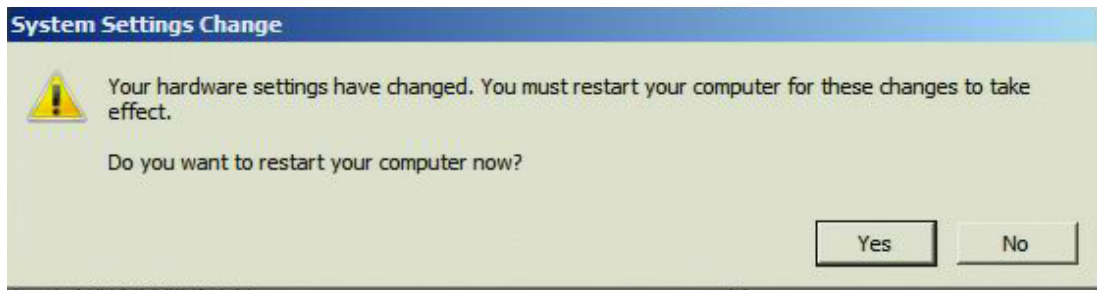 System Settings Change
Your hardware settings have changed. You must restart your computer for these changes to take
effect.
Do you want to restart your computer now?
Yes No